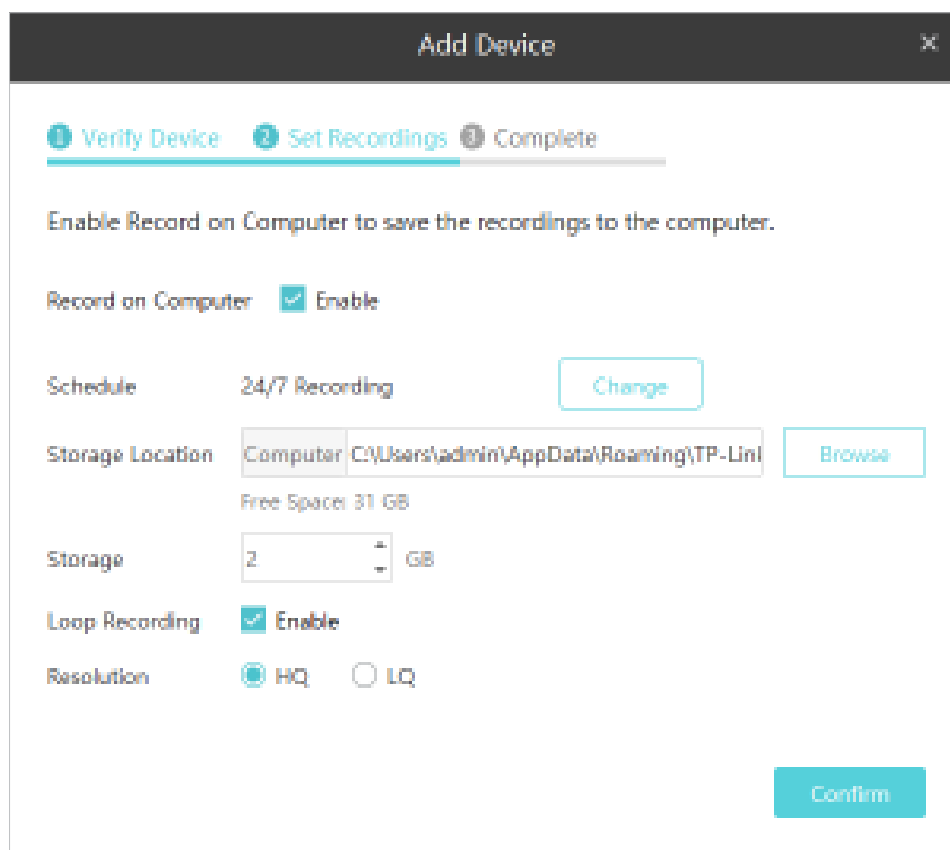 Add Device
1 Verify Device 2 Set Recordings 3 Complete
Enable Record on Computer to save the recordings to the computer.
Record on Computer Enable
Schedule 24/7 Recording Change
Storage Location Computer C:\Users\admin\AppData\Roaming\TP-Link Browse
Free Space: 31 GB
Storage 2 GB
Loop Recording Enable
Resolution HQ LQ
Confirm